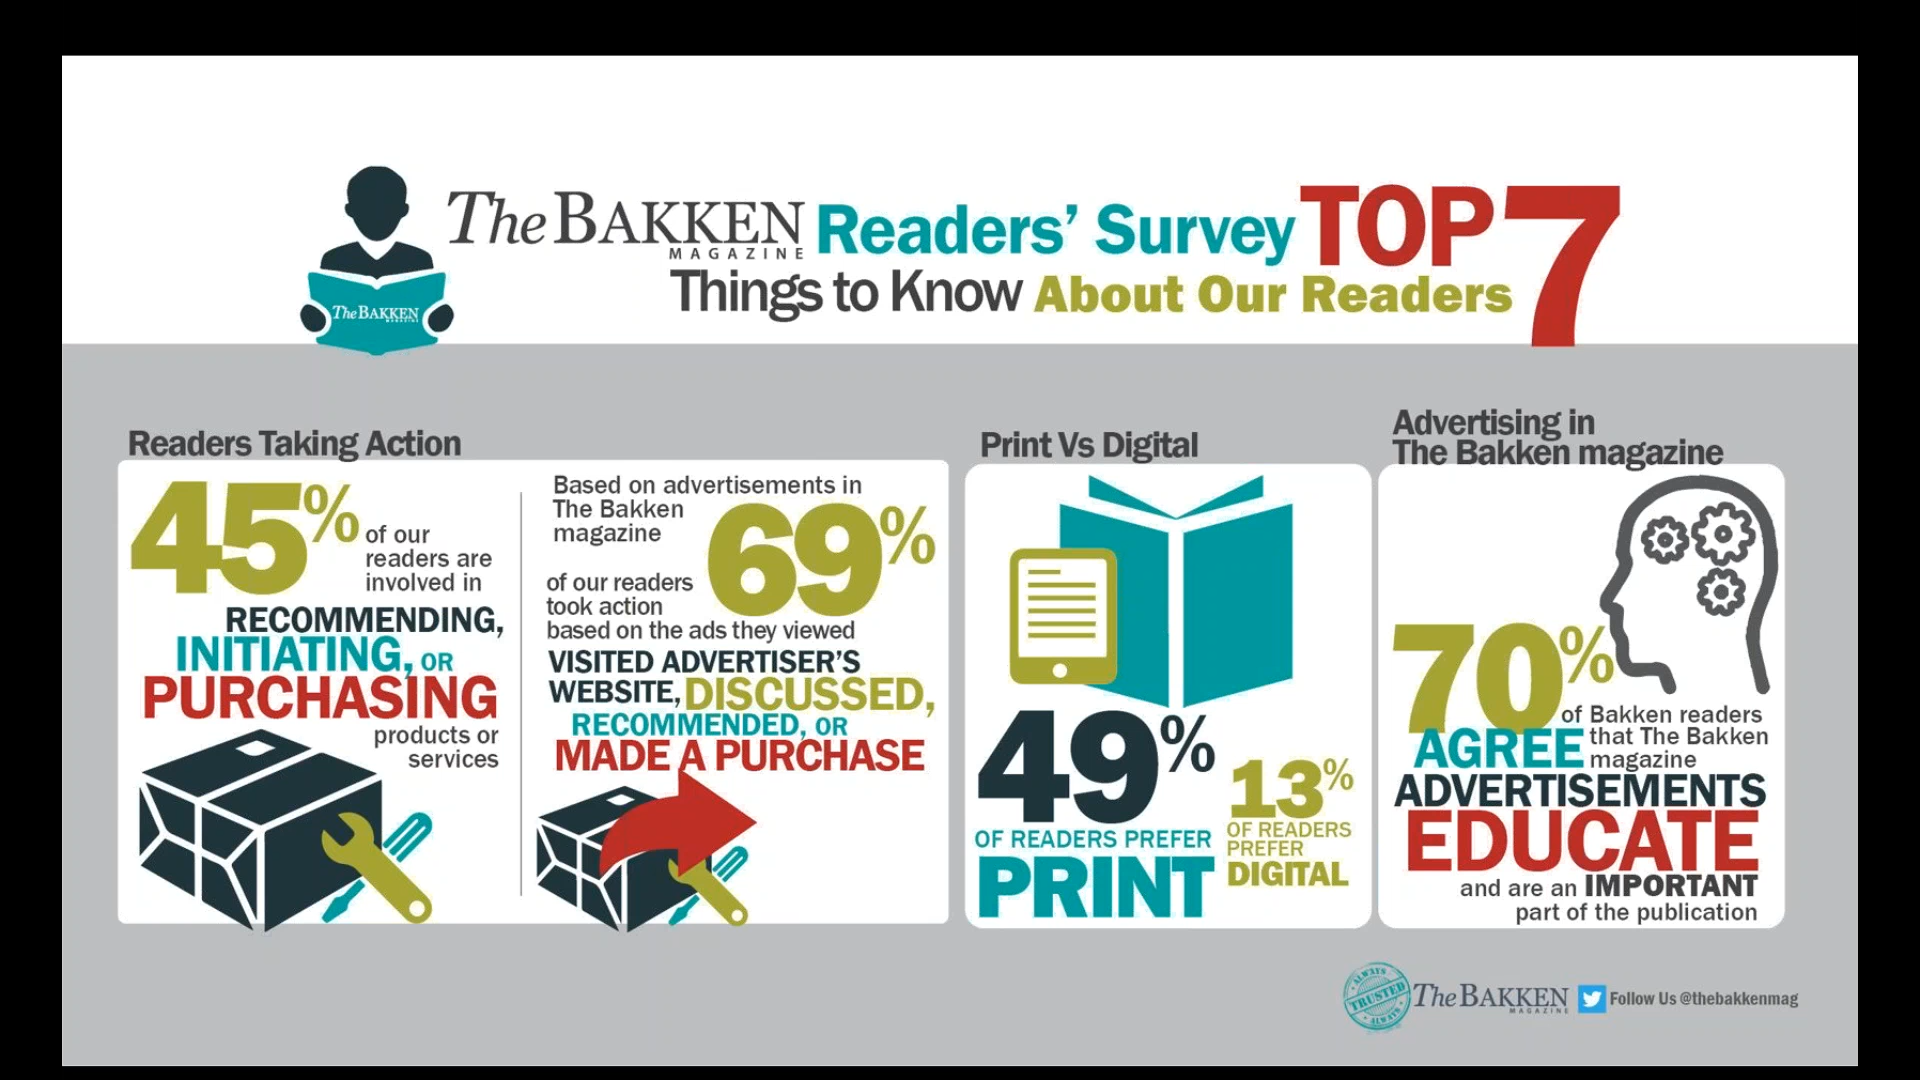 The BAKKEN Readers' Survey TOP 7
MAGAZINE
Things to Know About Our Readers
The BAKKEN
MAGAZINE
Readers Taking Action
45%
of our
readers are
involved in
RECOMMENDING,
INITIATING, OR
PURCHASING
products or
services
Based on advertisements in
The Bakken
magazine
69%
of our readers
took action
based on the ads they viewed
VISITED ADVERTISER'S
WEBSITE, DISCUSSED,
RECOMMENDED, OR
MADE A PURCHASE
Print Vs Digital
49%
OF READERS PREFER
PRINT
13%
OF READERS
PREFER
DIGITAL
Advertising in
The Bakken magazine
70%
of Bakken readers
AGREE that The Bakken
magazine
ADVERTISEMENTS
EDUCATE
and are an IMPORTANT
part of the publication
ALWAYS
TRUSTED
ALWAYS
The BAKKEN
MAGAZINE
Follow Us @thebakkenmag